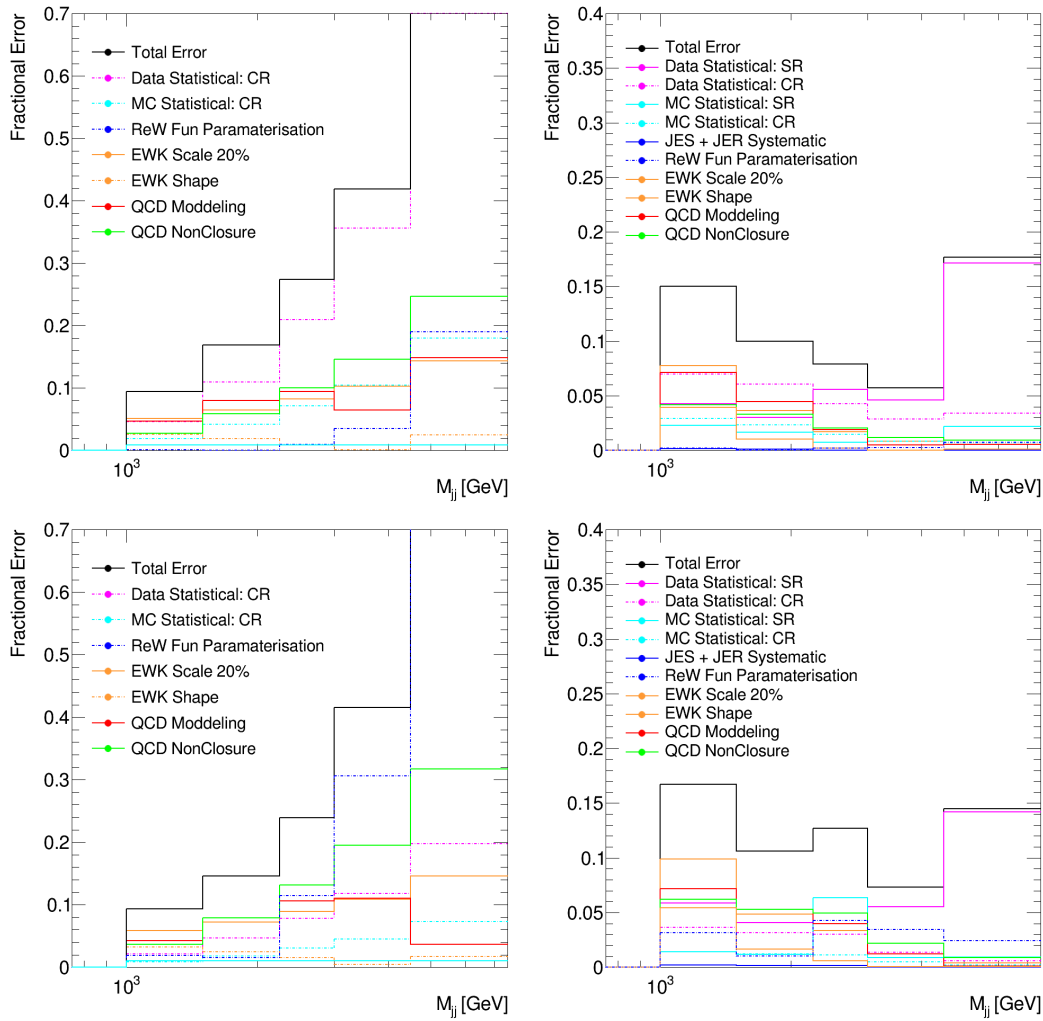 Fractional Error
0.7
0.6
0.5
0.4
0.3
0.2
0.1
0
Total Error
Data Statistical: CR
MC Statistical: CR
ReW Fun Paramaterisation
EWK Scale 20%
EWK Shape
QCD Moddeling
QCD NonClosure
10³
M_jj [GeV]
Fractional Error
0.4
0.35
0.3
0.25
0.2
0.15
0.1
0.05
0
Total Error
Data Statistical: SR
Data Statistical: CR
MC Statistical: SR
MC Statistical: CR
JES + JER Systematic
ReW Fun Paramaterisation
EWK Scale 20%
EWK Shape
QCD Moddeling
QCD NonClosure
10³
M_jj [GeV]
Fractional Error
0.7
0.6
0.5
0.4
0.3
0.2
0.1
0
Total Error
Data Statistical: CR
MC Statistical: CR
ReW Fun Paramaterisation
EWK Scale 20%
EWK Shape
QCD Moddeling
QCD NonClosure
10³
M_jj [GeV]
Fractional Error
0.4
0.35
0.3
0.25
0.2
0.15
0.1
0.05
0
Total Error
Data Statistical: SR
Data Statistical: CR
MC Statistical: SR
MC Statistical: CR
JES + JER Systematic
ReW Fun Paramaterisation
EWK Scale 20%
EWK Shape
QCD Moddeling
QCD NonClosure
10³
M_jj [GeV]